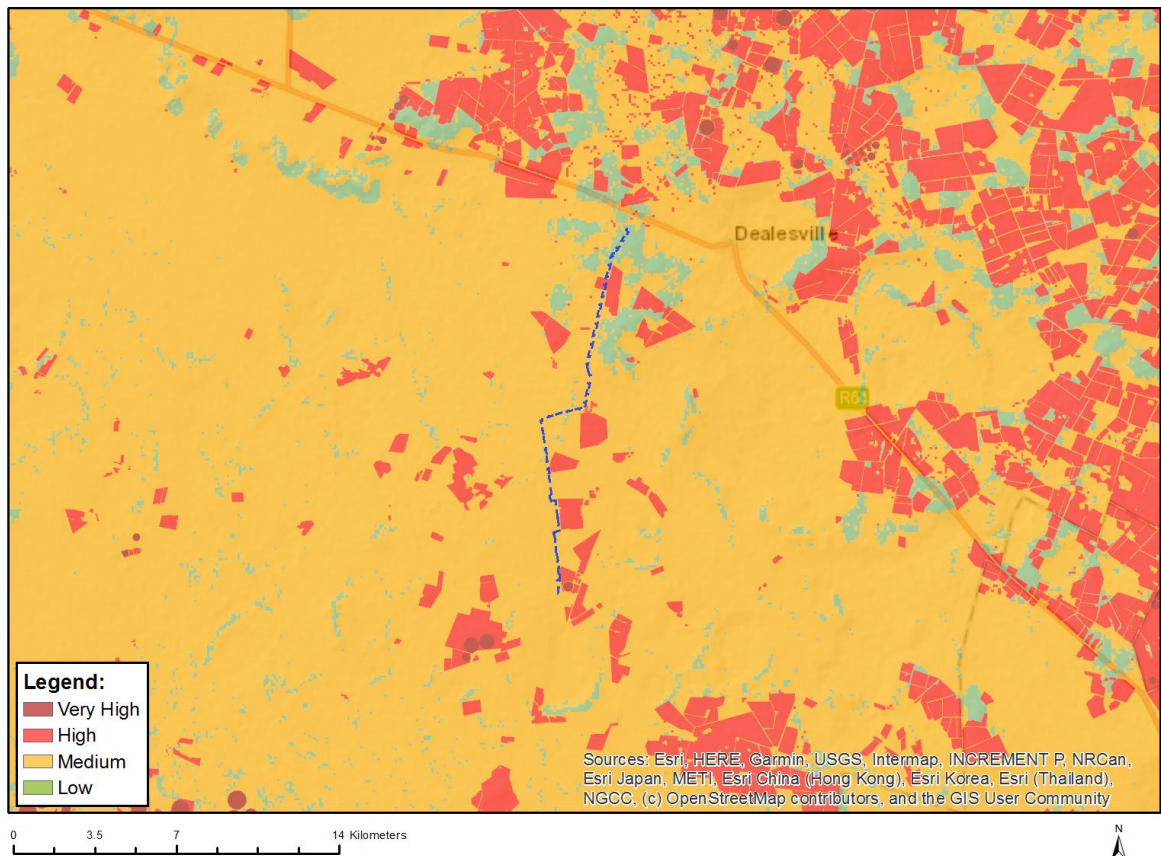 Dealesville
R64
Legend:
Very High
High
Medium
Low
Sources: Esri, HERE, Garmin, USGS, Intermap, INCREMENT P, NRCan,
Esri Japan, METI, Esri China (Hong Kong), Esri Korea, Esri (Thailand),
NGCC, (c) OpenStreetMap contributors, and the GIS User Community
0 3.5 7 14 Kilometers
N